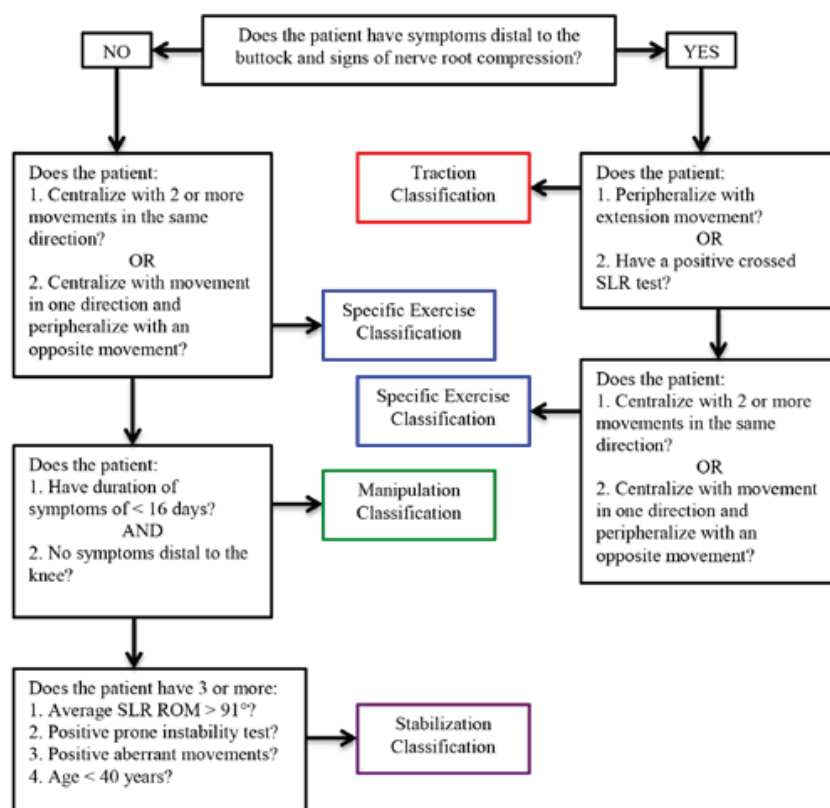 Does the patient have symptoms distal to the
buttock and signs of nerve root compression?
NO
YES
Does the patient:
1. Centralize with 2 or more
movements in the same
direction?
OR
2. Centralize with movement
in one direction and
peripheralize with an
opposite movement?
Traction
Classification
Does the patient:
1. Peripheralize with
extension movement?
OR
2. Have a positive crossed
SLR test?
Specific Exercise
Classification
Specific Exercise
Classification
Does the patient:
1. Centralize with 2 or more
movements in the same
direction?
OR
2. Centralize with movement
in one direction and
peripheralize with an
opposite movement?
Does the patient:
1. Have duration of
symptoms of < 16 days?
AND
2. No symptoms distal to the
knee?
Manipulation
Classification
Does the patient have 3 or more:
1. Average SLR ROM > 91°?
2. Positive prone instability test?
3. Positive aberrant movements?
4. Age < 40 years?
Stabilization
Classification